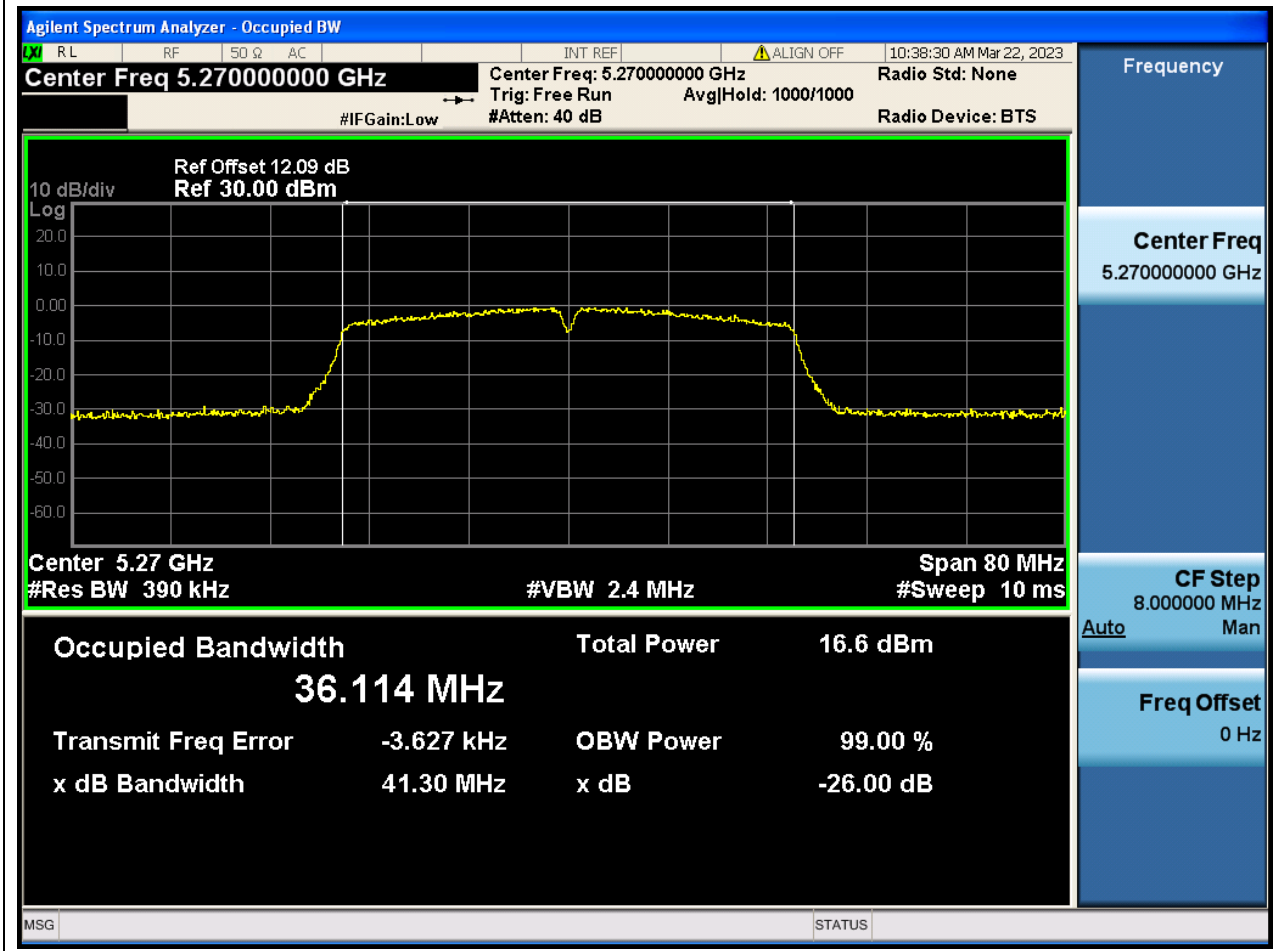 Agilent Spectrum Analyzer - Occupied BW
LXI RL RF 50 Ω AC INT REF ALIGN OFF 10:38:30 AM Mar 22, 2023
Center Freq 5.270000000 GHz
Center Freq: 5.270000000 GHz Radio Std: None
Trig: Free Run Avg|Hold: 1000/1000
#IFGain:Low #Atten: 40 dB Radio Device: BTS
Ref Offset 12.09 dB
10 dB/div Ref 30.00 dBm
Log
20.0
10.0
0.00
-10.0
-20.0
-30.0
-40.0
-50.0
-60.0
Center 5.27 GHz Span 80 MHz
#Res BW 390 kHz #VBW 2.4 MHz #Sweep 10 ms
Occupied Bandwidth Total Power 16.6 dBm
36.114 MHz
Transmit Freq Error -3.627 kHz OBW Power 99.00 %
x dB Bandwidth 41.30 MHz x dB -26.00 dB
Frequency
Center Freq
5.270000000 GHz
CF Step
8.000000 MHz
Auto Man
Freq Offset
0 Hz
MSG STATUS